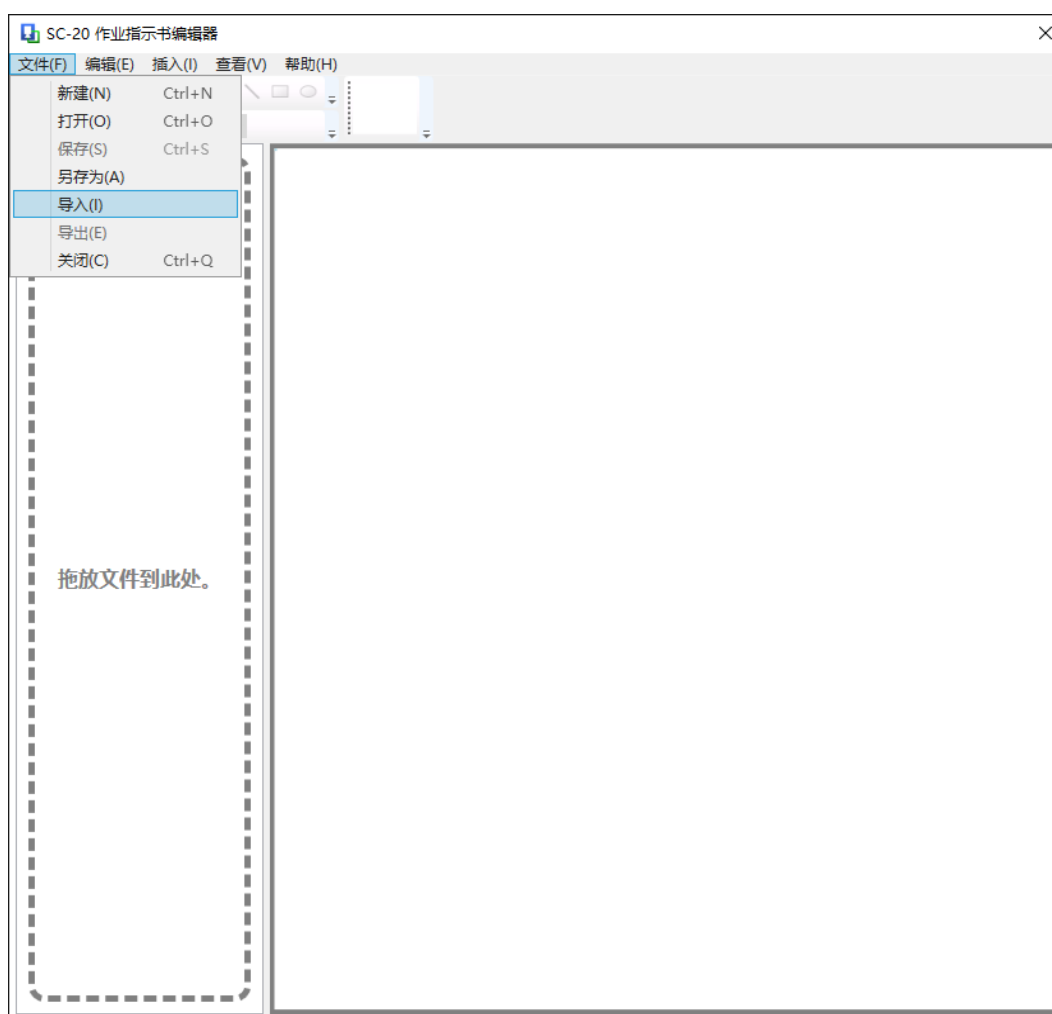 SC-20 作业指示书编辑器
文件(F) 编辑(E) 插入(I) 查看(V) 帮助(H)
新建(N) Ctrl+N
打开(O) Ctrl+O
保存(S) Ctrl+S
另存为(A)
导入(I)
导出(E)
关闭(C) Ctrl+Q
拖放文件到此处。